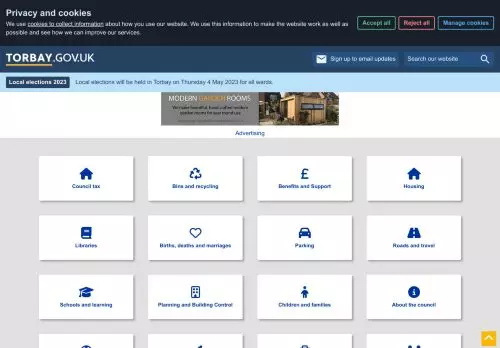 Privacy and cookies
We use cookies to collect information about how you use our website. We use this information to make the website work as well as
possible and see how we can improve our services.
Accept all
Reject all
Manage cookies
TORBAY.GOV.UK
Sign up to email updates
Search our website
Local elections 2023
Local elections will be held in Torbay on Thursday 4 May 2023 for all wards.
MODERN GARDEN ROOMS
We make beautiful, hand-crafted modern
garden rooms for year round use
Advertising
Council tax
Bins and recycling
Benefits and Support
Housing
Libraries
Births, deaths and marriages
Parking
Roads and travel
Schools and learning
Planning and Building Control
Children and families
About the council